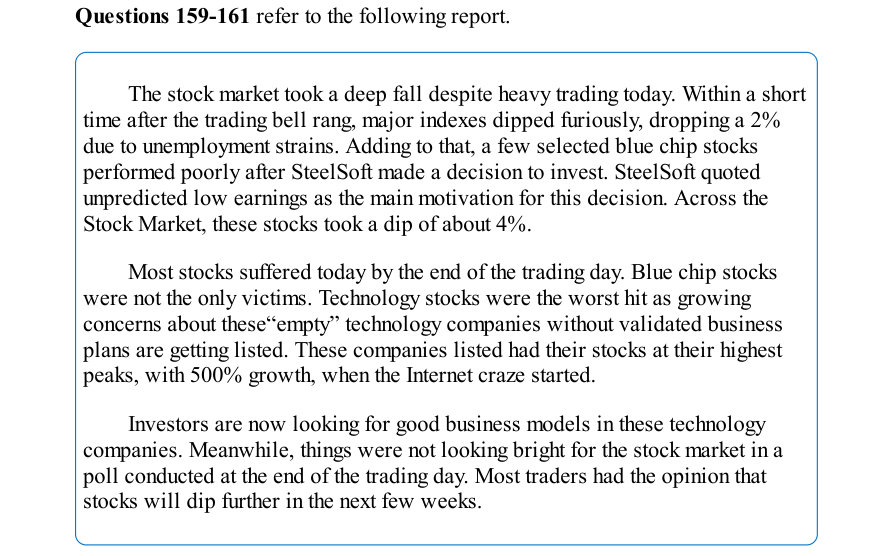 Questions 159-161 refer to the following report.
The stock market took a deep fall despite heavy trading today. Within a short
time after the trading bell rang, major indexes dipped furiously, dropping a 2%
due to unemployment strains. Adding to that, a few selected blue chip stocks
performed poorly after SteelSoft made a decision to invest. SteelSoft quoted
unpredicted low earnings as the main motivation for this decision. Across the
Stock Market, these stocks took a dip of about 4%.
Most stocks suffered today by the end of the trading day. Blue chip stocks
were not the only victims. Technology stocks were the worst hit as growing
concerns about these“empty” technology companies without validated business
plans are getting listed. These companies listed had their stocks at their highest
peaks, with 500% growth, when the Internet craze started.
Investors are now looking for good business models in these technology
companies. Meanwhile, things were not looking bright for the stock market in a
poll conducted at the end of the trading day. Most traders had the opinion that
stocks will dip further in the next few weeks.